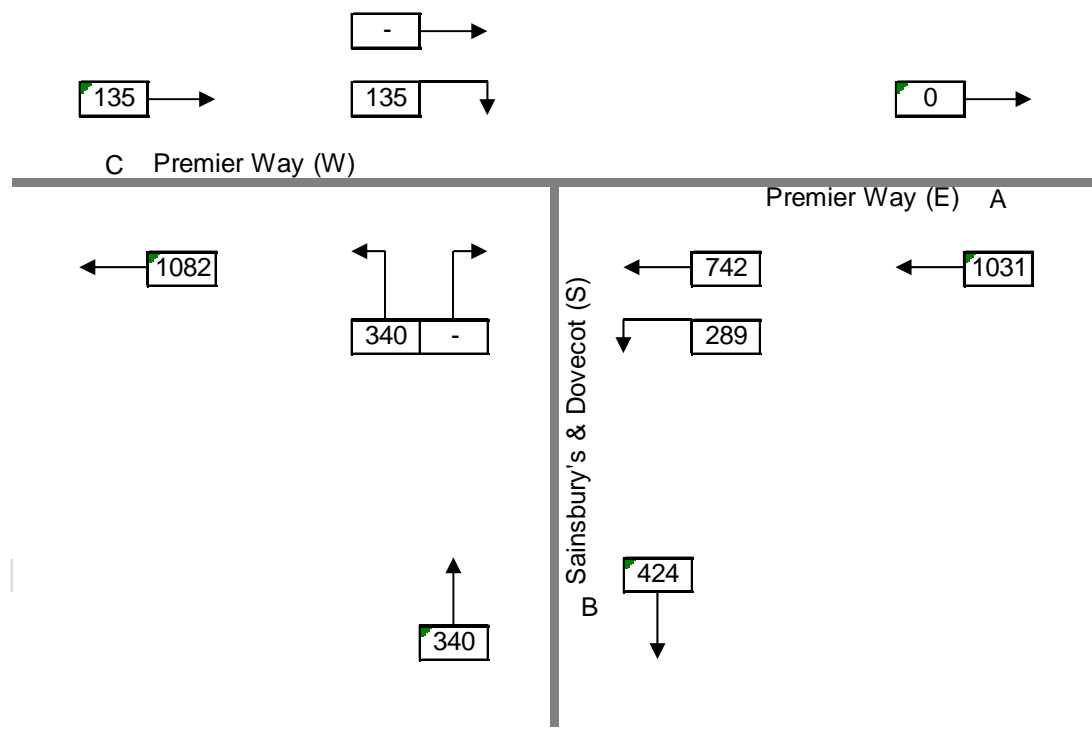 -
135 135 0
C Premier Way (W)
Premier Way (E) A
1082 742 1031
340 - 289
Sainsbury's & Dovecot (S)
424
B
340